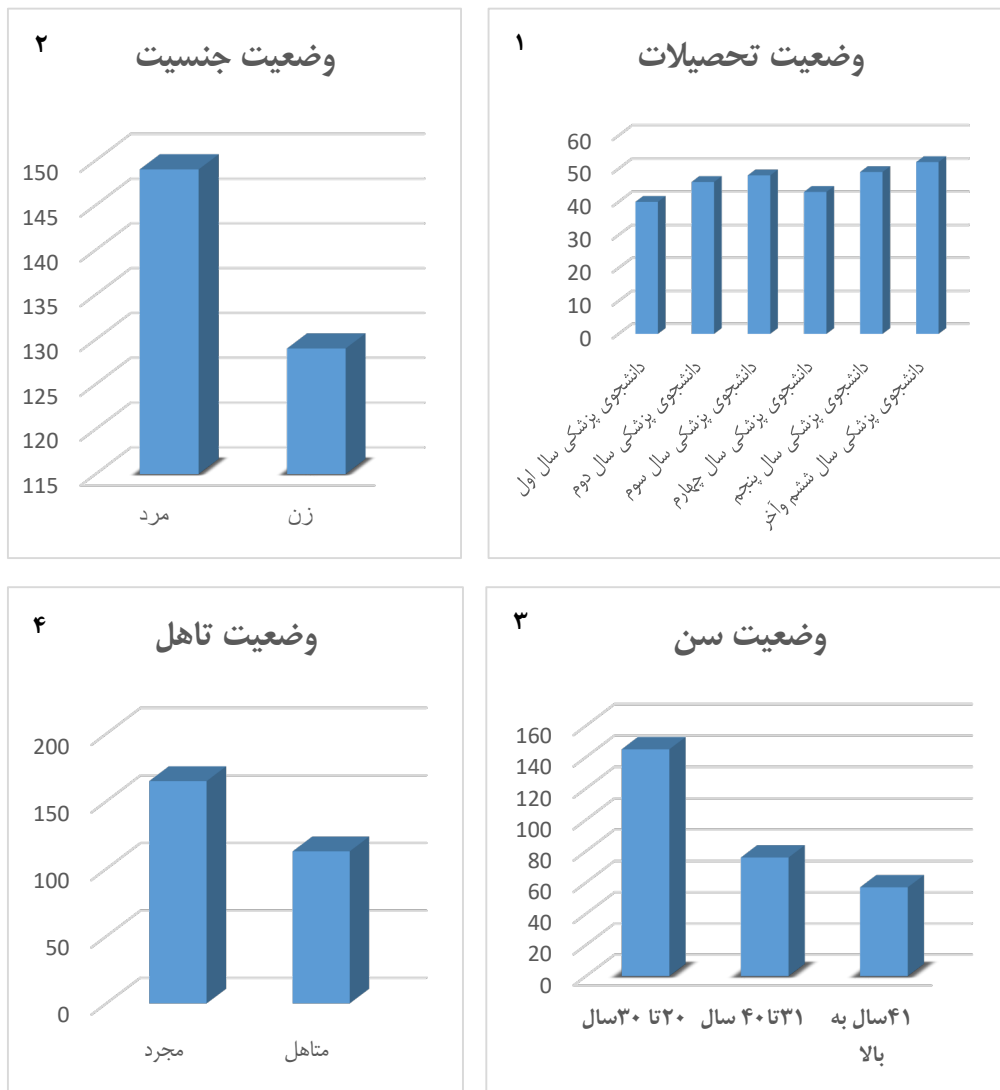 ۱
وضعیت تحصیلات
60
50
40
30
20
10
0
دانشجوی پزشکی سال اول
دانشجوی پزشکی سال دوم
دانشجوی پزشکی سال سوم
دانشجوی پزشکی سال چهارم
دانشجوی پزشکی سال پنجم
دانشجوی پزشکی سال ششم وآخر
۲
وضعیت جنسیت
150
145
140
135
130
125
120
115
مرد
زن
۳
وضعیت سن
160
140
120
100
80
60
40
20
0
۲۰تا ۳۰سال
۳۱تا۴۰ سال
۴۱سال به
بالا
۴
وضعیت تاهل
200
150
100
50
0
مجرد
متاهل